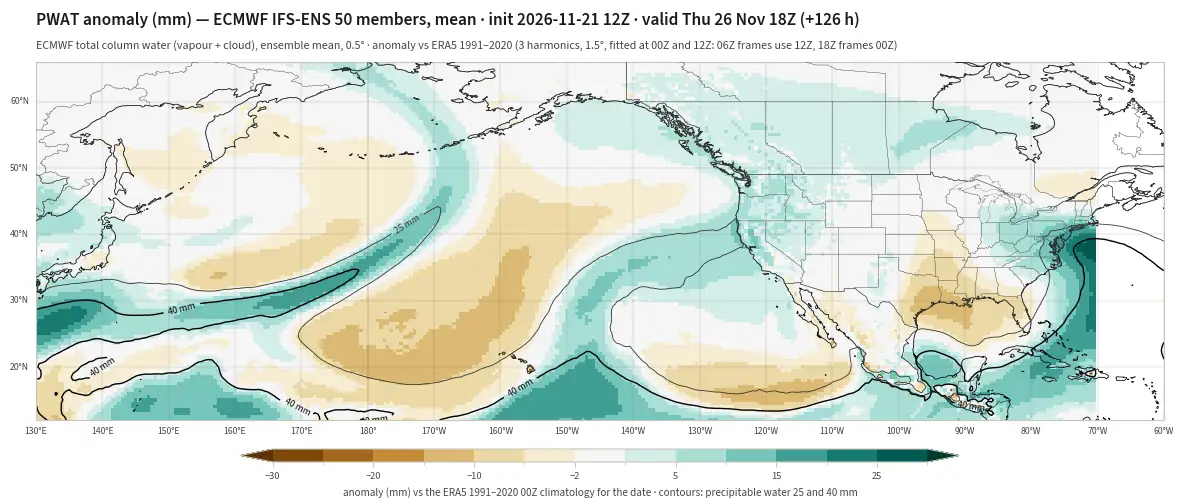 PWAT anomaly (mm) — ECMWF IFS-ENS 50 members, mean · init 2026-11-21 12Z · valid Thu 26 Nov 18Z (+126 h)
ECMWF total column water (vapour + cloud), ensemble mean, 0.5° · anomaly vs ERA5 1991–2020 (3 harmonics, 1.5°, fitted at 00Z and 12Z: 06Z frames use 12Z, 18Z frames 00Z)
60°N
50°N
25 mm
40°N
40 mm
30°N
40 mm
20°N
40 mm
40 mm
40 mm
130°E 140°E 150°E 160°E 170°E 180° 170°W 160°W 150°W 140°W 130°W 120°W 110°W 100°W 90°W 80°W 70°W 60°W
−30 −20 −10 −2 5 15 25
anomaly (mm) vs the ERA5 1991–2020 00Z climatology for the date · contours: precipitable water 25 and 40 mm